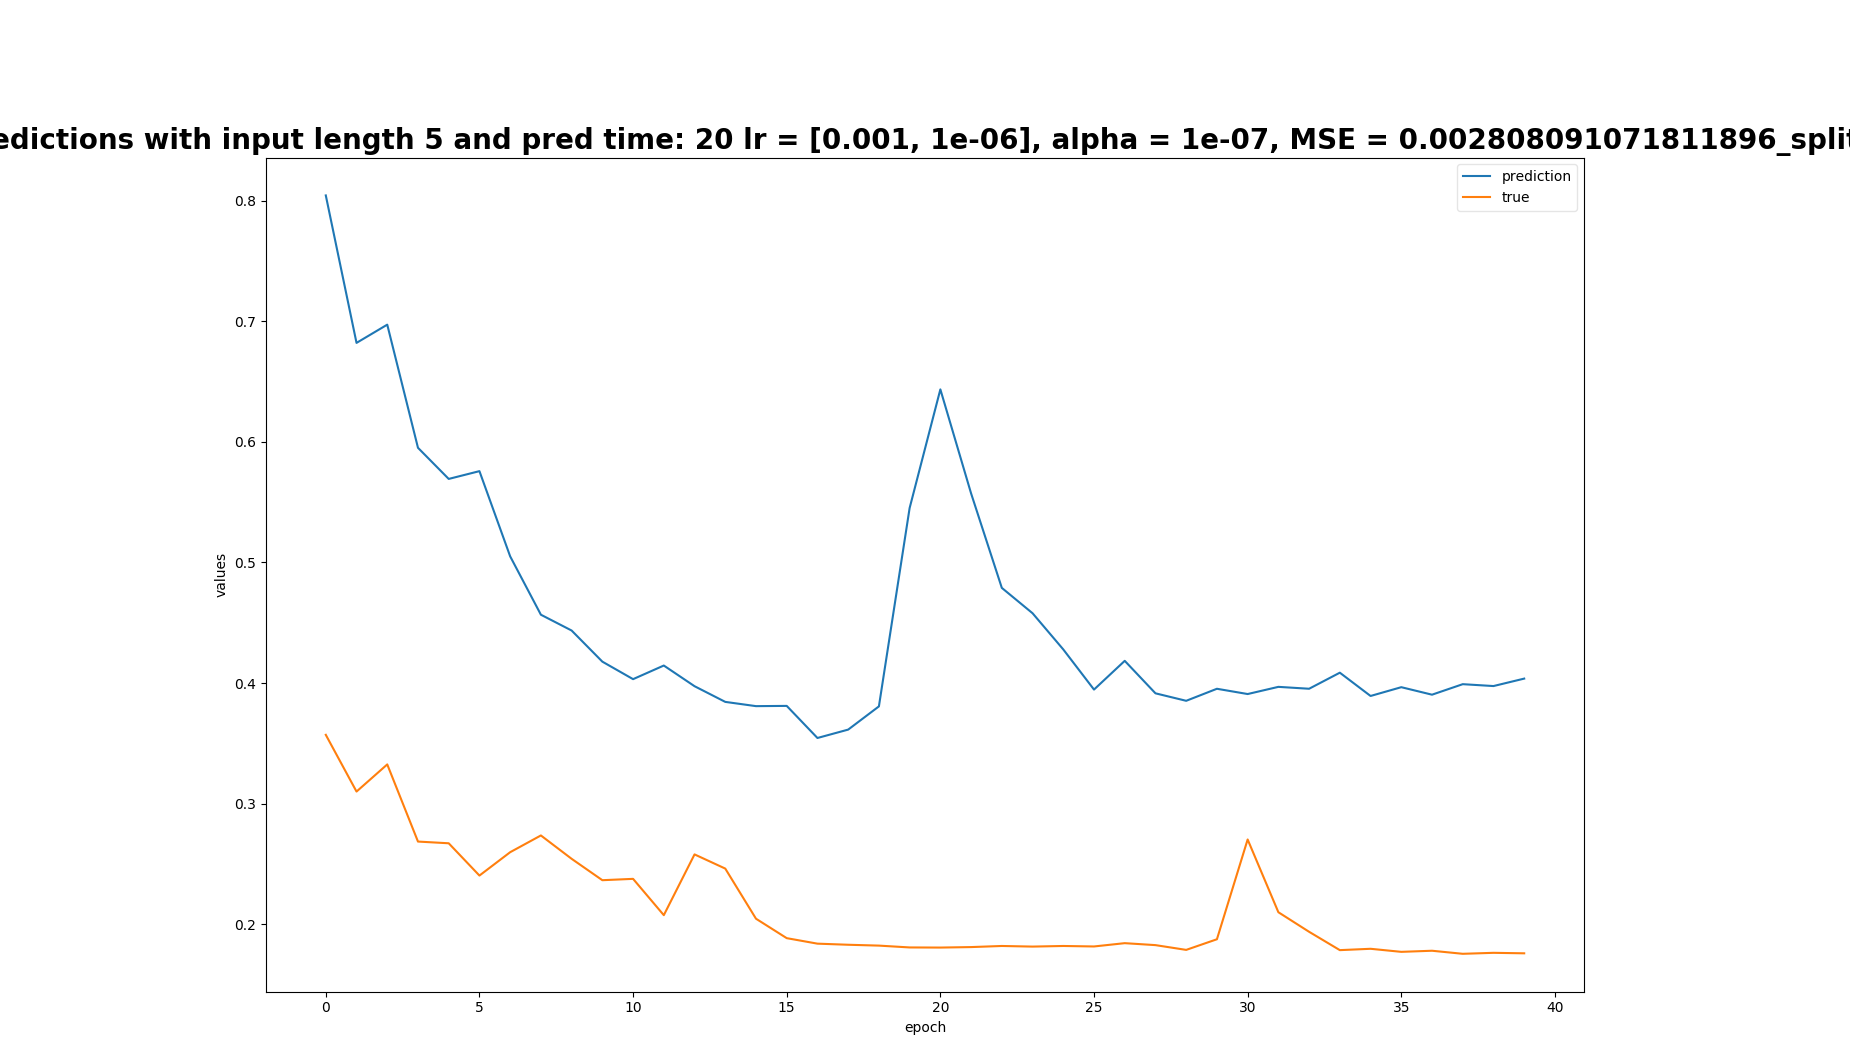 edictions with input length 5 and pred time: 20 lr = [0.001, 1e-06], alpha = 1e-07, MSE = 0.002808091071811896_split
prediction
true
0.8
0.7
0.6
0.5
0.4
0.3
0.2
values
0 5 10 15 20 25 30 35 40
epoch